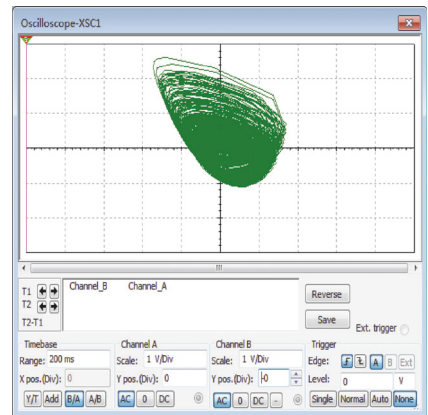 Oscilloscope-XSC1
T1
T2
T2-T1
Channel_B Channel_A
Reverse
Save
Ext. trigger
Timebase
Range: 200 ms
X pos.(Div): 0
Y/T Add B/A A/B
Channel A
Scale: 1 V/Div
Y pos.(Div): 0
AC 0 DC
Channel B
Scale: 1 V/Div
Y pos.(Div): -0
AC 0 DC -
Trigger
Edge: A B Ext
Level: 0 V
Single Normal Auto None